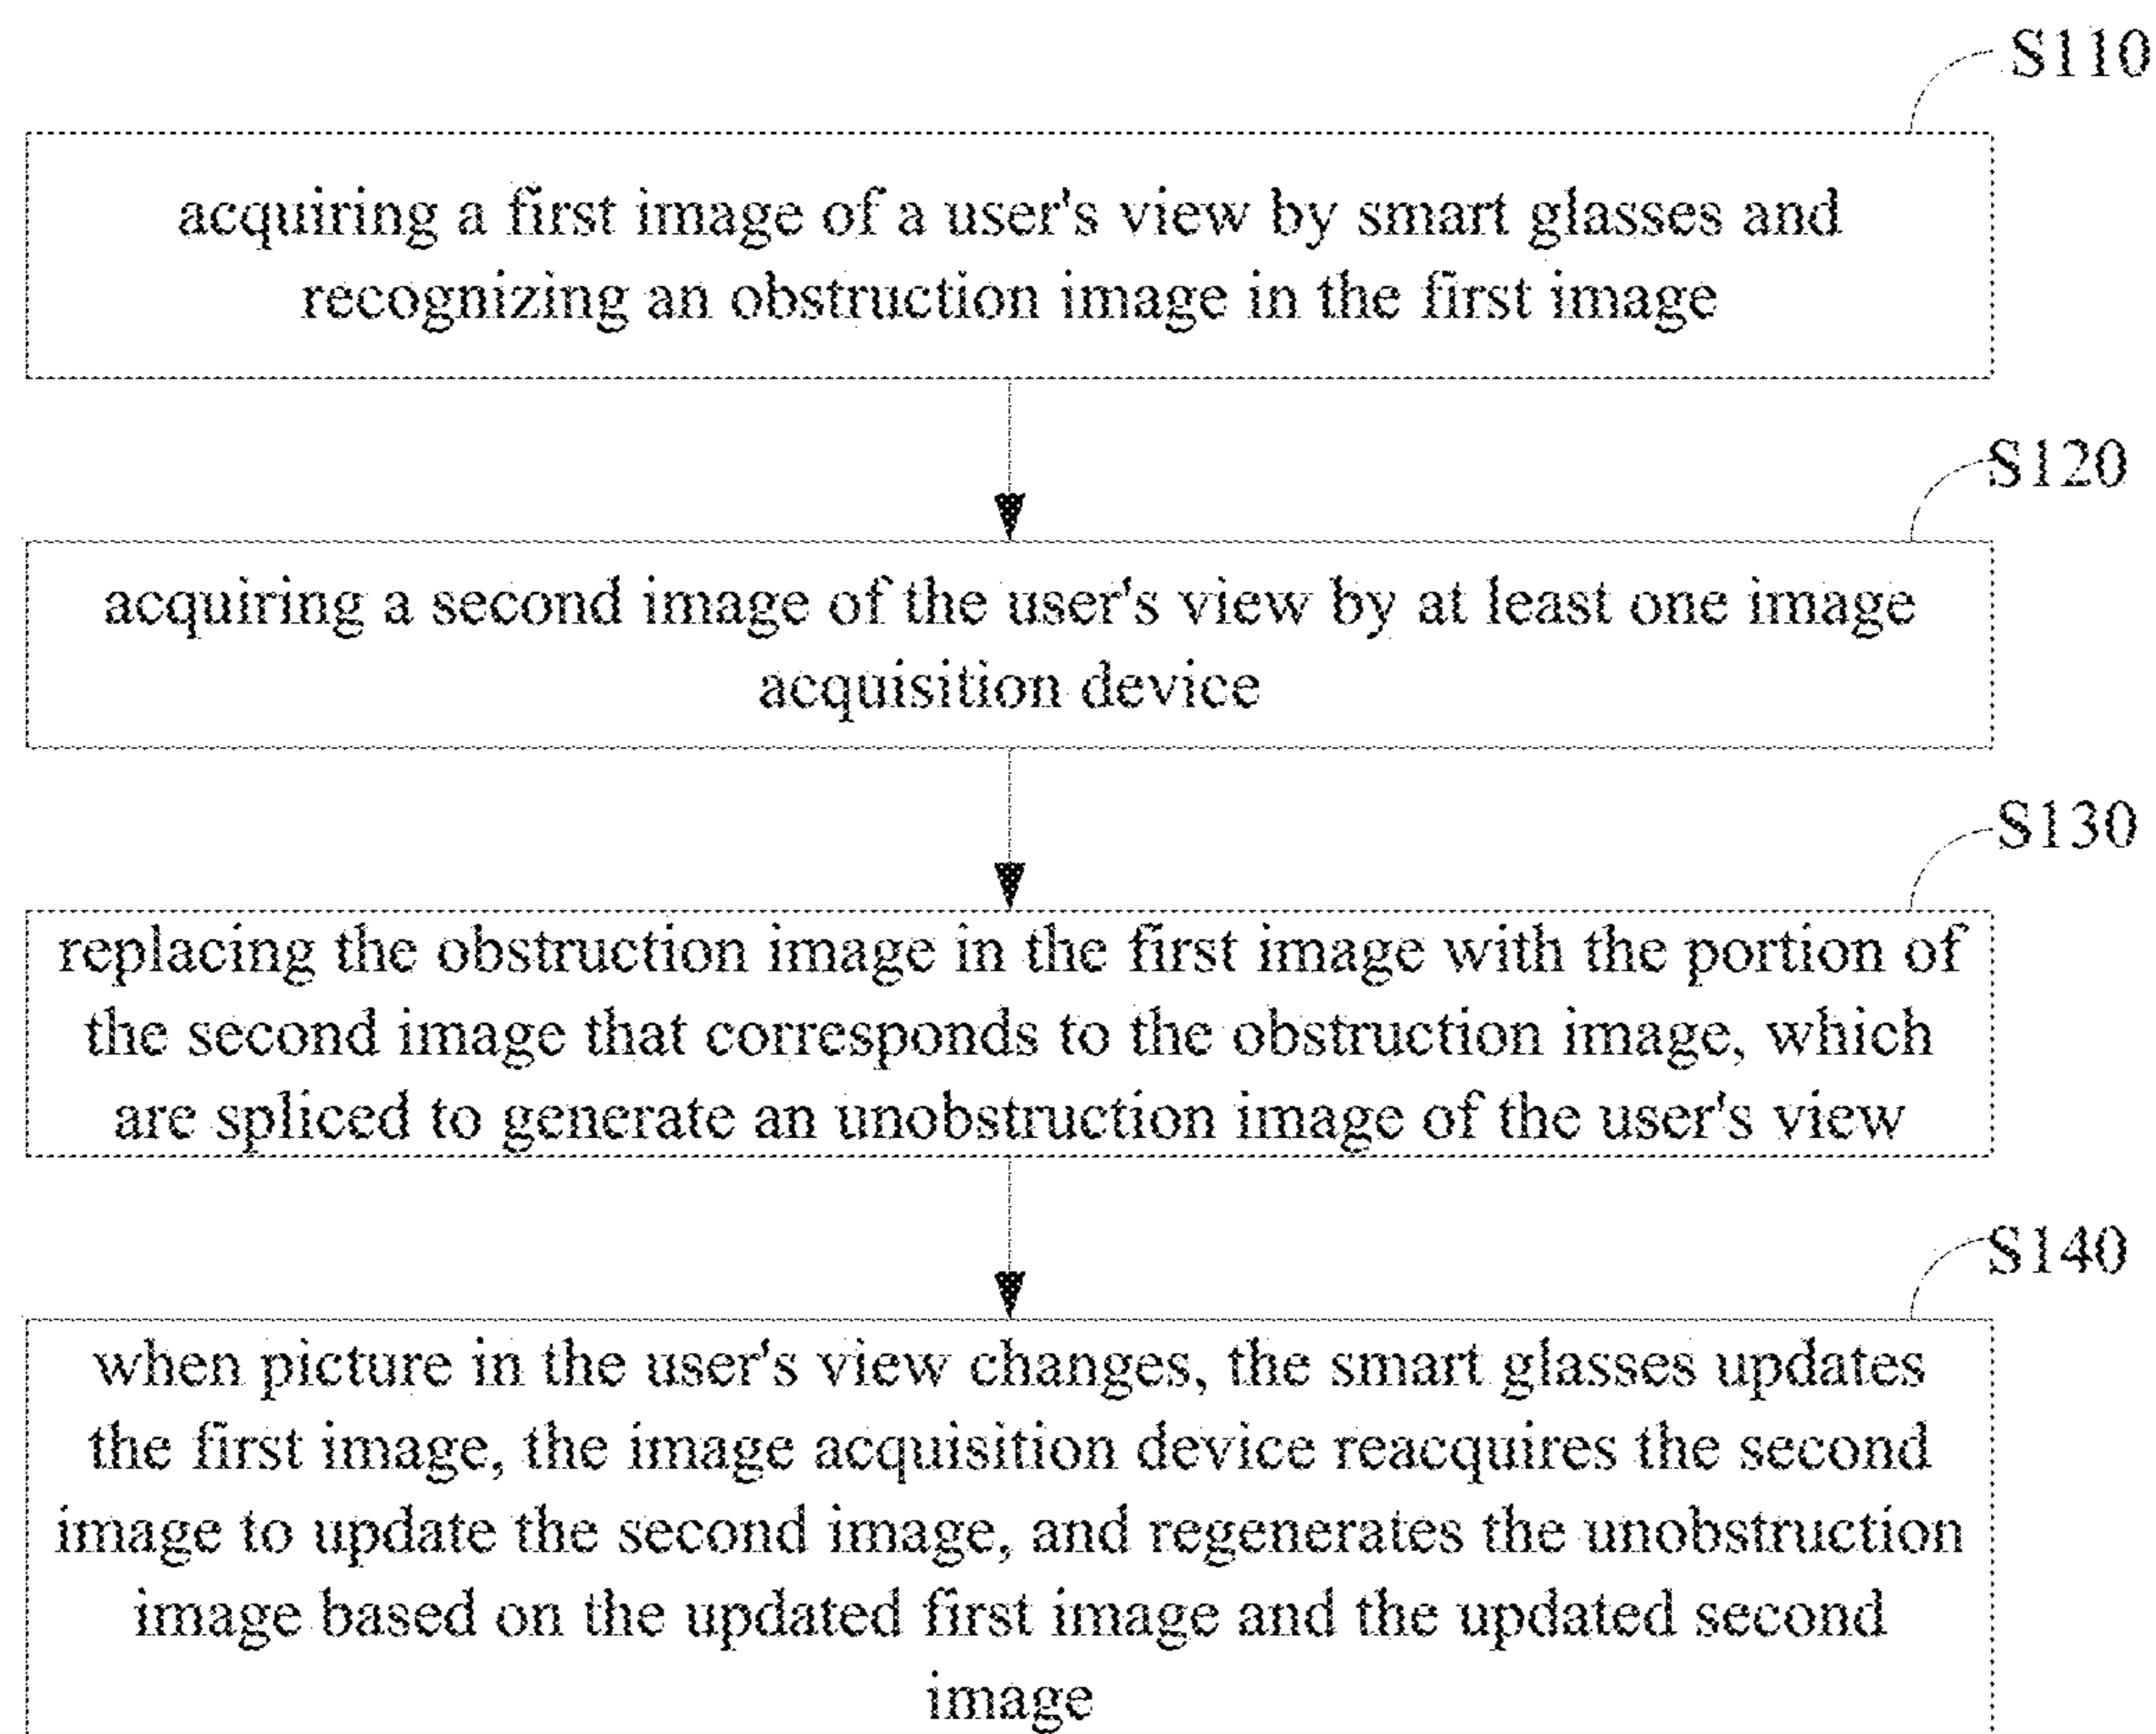 S110
acquiring a first image of a user's view by smart glasses and
recognizing an obstruction image in the first image
S120
acquiring a second image of the user's view by at least one image
acquisition device
S130
replacing the obstruction image in the first image with the portion of
the second image that corresponds to the obstruction image, which
are spliced to generate an unobstruction image of the user's view
S140
when picture in the user's view changes, the smart glasses updates
the first image, the image acquisition device reacquires the second
image to update the second image, and regenerates the unobstruction
image based on the updated first image and the updated second
image